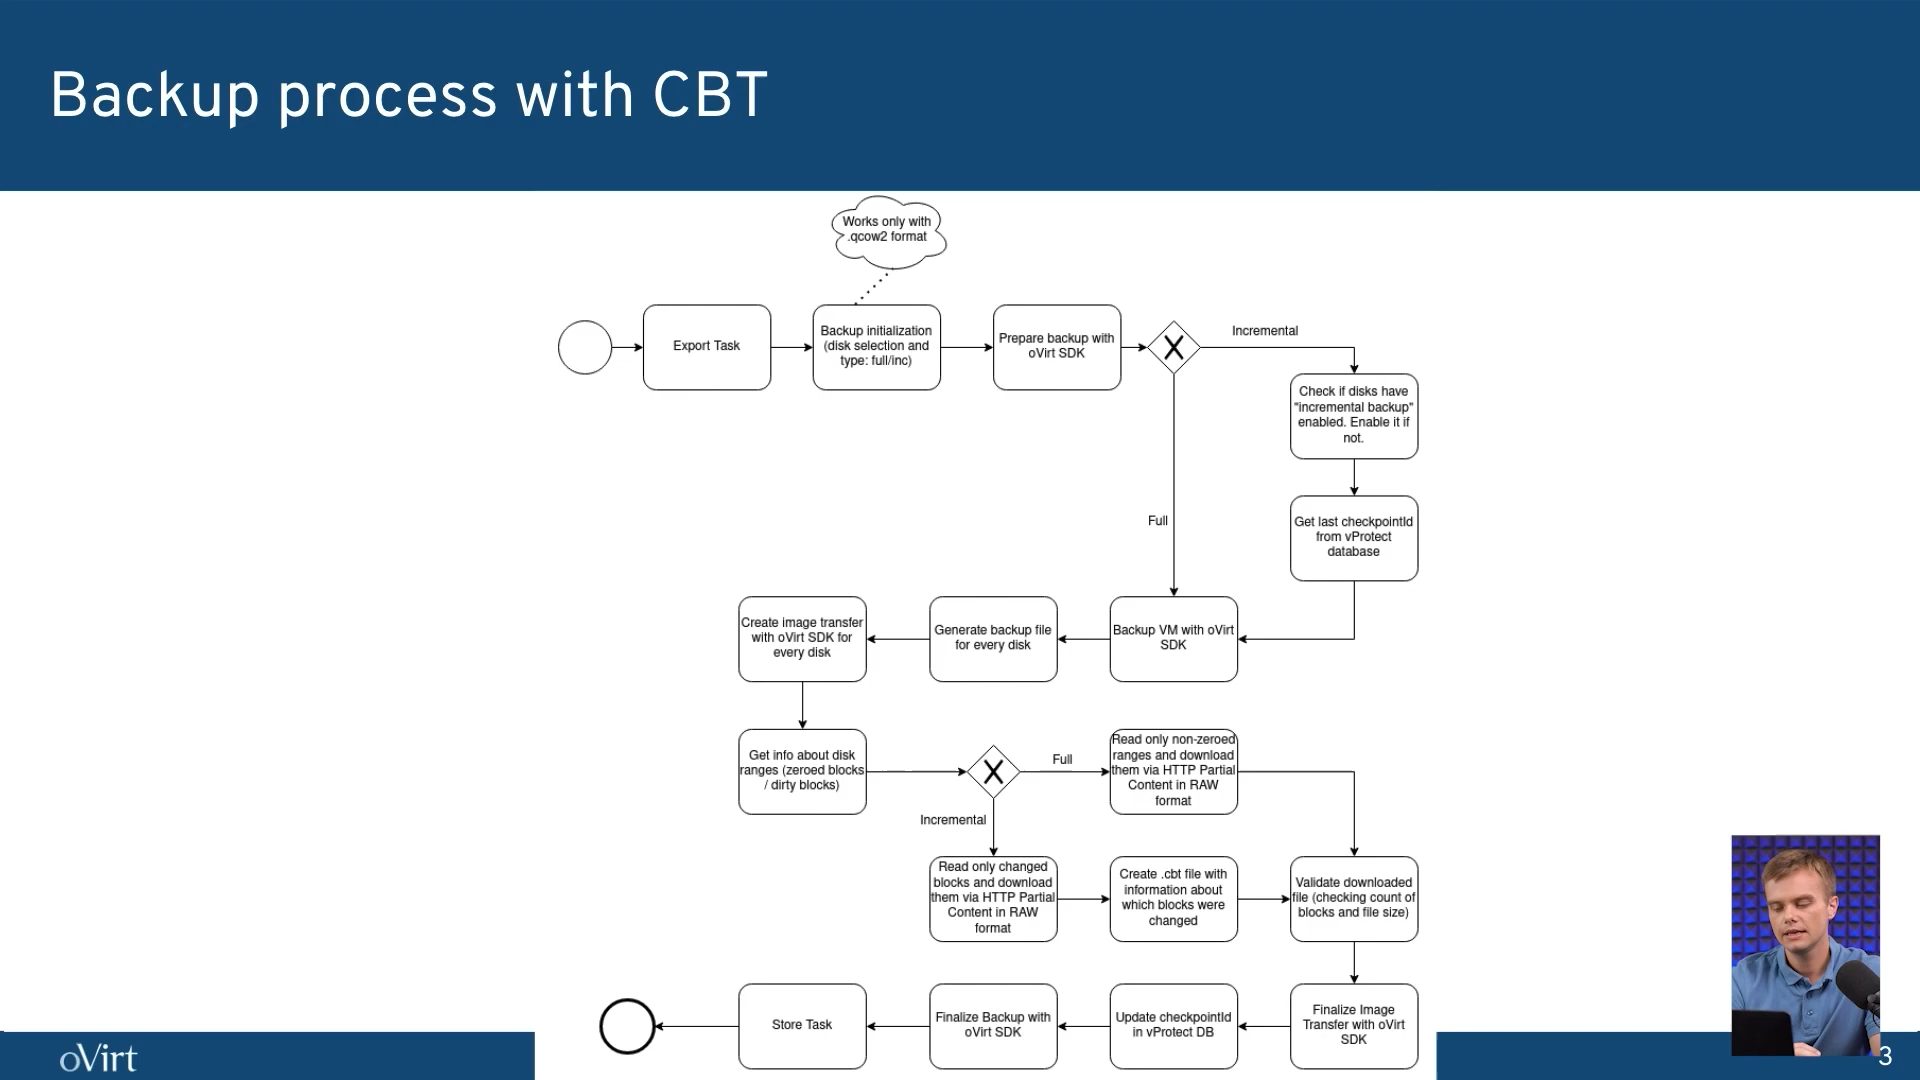 Backup process with CBT
Works only with
.qcow2 format
Export Task
Backup initialization
(disk selection and
type: full/inc)
Prepare backup with
oVirt SDK
X
Incremental
Check if disks have
"incremental backup"
enabled. Enable it if
not.
Get last checkpointId
from vProtect
database
Full
Backup VM with oVirt
SDK
Generate backup file
for every disk
Create image transfer
with oVirt SDK for
every disk
Get info about disk
ranges (zeroed blocks
/ dirty blocks)
X
Full
Read only non-zeroed
ranges and download
them via HTTP Partial
Content in RAW
format
Incremental
Read only changed
blocks and download
them via HTTP Partial
Content in RAW
format
Create .cbt file with
information about
which blocks were
changed
Validate downloaded
file (checking count of
blocks and file size)
Finalize Image
Transfer with oVirt
SDK
Update checkpointId
in vProtect DB
Finalize Backup with
oVirt SDK
Store Task
oVirt
3